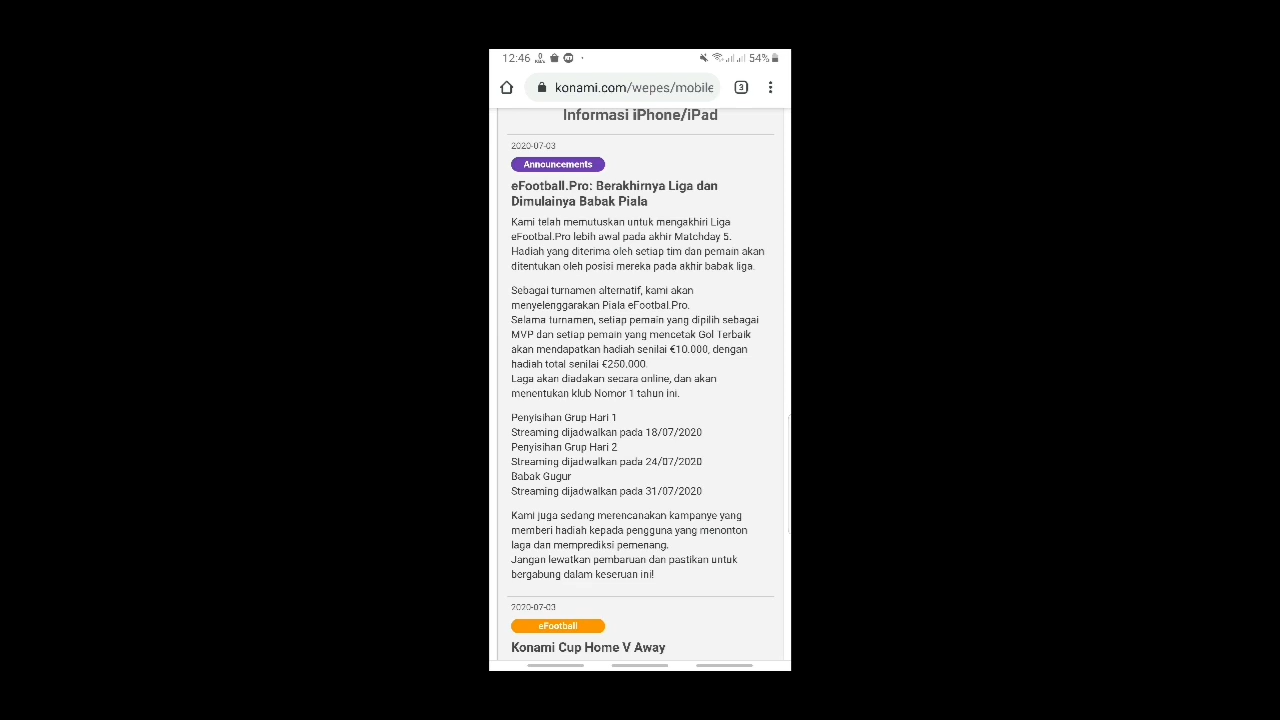 12:46
54%
konami.com/wepes/mobile
3
Informasi iPhone/iPad
2020-07-03
Announcements
eFootball.Pro: Berakhirnya Liga dan
Dimulainya Babak Piala
Kami telah memutuskan untuk mengakhiri Liga
eFootbal.Pro lebih awal pada akhir Matchday 5.
Hadiah yang diterima oleh setiap tim dan pemain akan
ditentukan oleh posisi mereka pada akhir babak liga.
Sebagai turnamen alternatif, kami akan
menyelenggarakan Piala eFootbal.Pro.
Selama turnamen, setiap pemain yang dipilih sebagai
MVP dan setiap pemain yang mencetak Gol Terbaik
akan mendapatkan hadiah senilai €10.000, dengan
hadiah total senilai €250.000.
Laga akan diadakan secara online, dan akan
menentukan klub Nomor 1 tahun ini.
Penyisihan Grup Hari 1
Streaming dijadwalkan pada 18/07/2020
Penyisihan Grup Hari 2
Streaming dijadwalkan pada 24/07/2020
Babak Gugur
Streaming dijadwalkan pada 31/07/2020
Kami juga sedang merencanakan kampanye yang
memberi hadiah kepada pengguna yang menonton
laga dan memprediksi pemenang.
Jangan lewatkan pembaruan dan pastikan untuk
bergabung dalam keseruan ini!
2020-07-03
eFootball
Konami Cup Home V Away